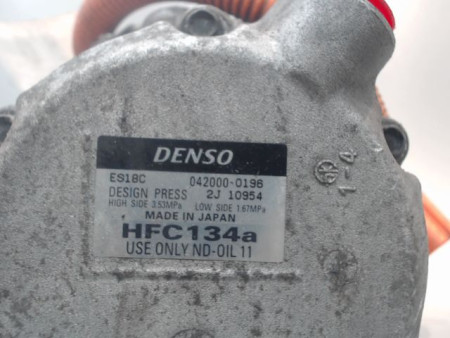 DENSO
ES18C 042000-0196
DESIGN PRESS 2J 10954
HIGH SIDE 3.53MPa LOW SIDE 1.67MPa
MADE IN JAPAN
HFC134a
USE ONLY ND-OIL 11
1-4